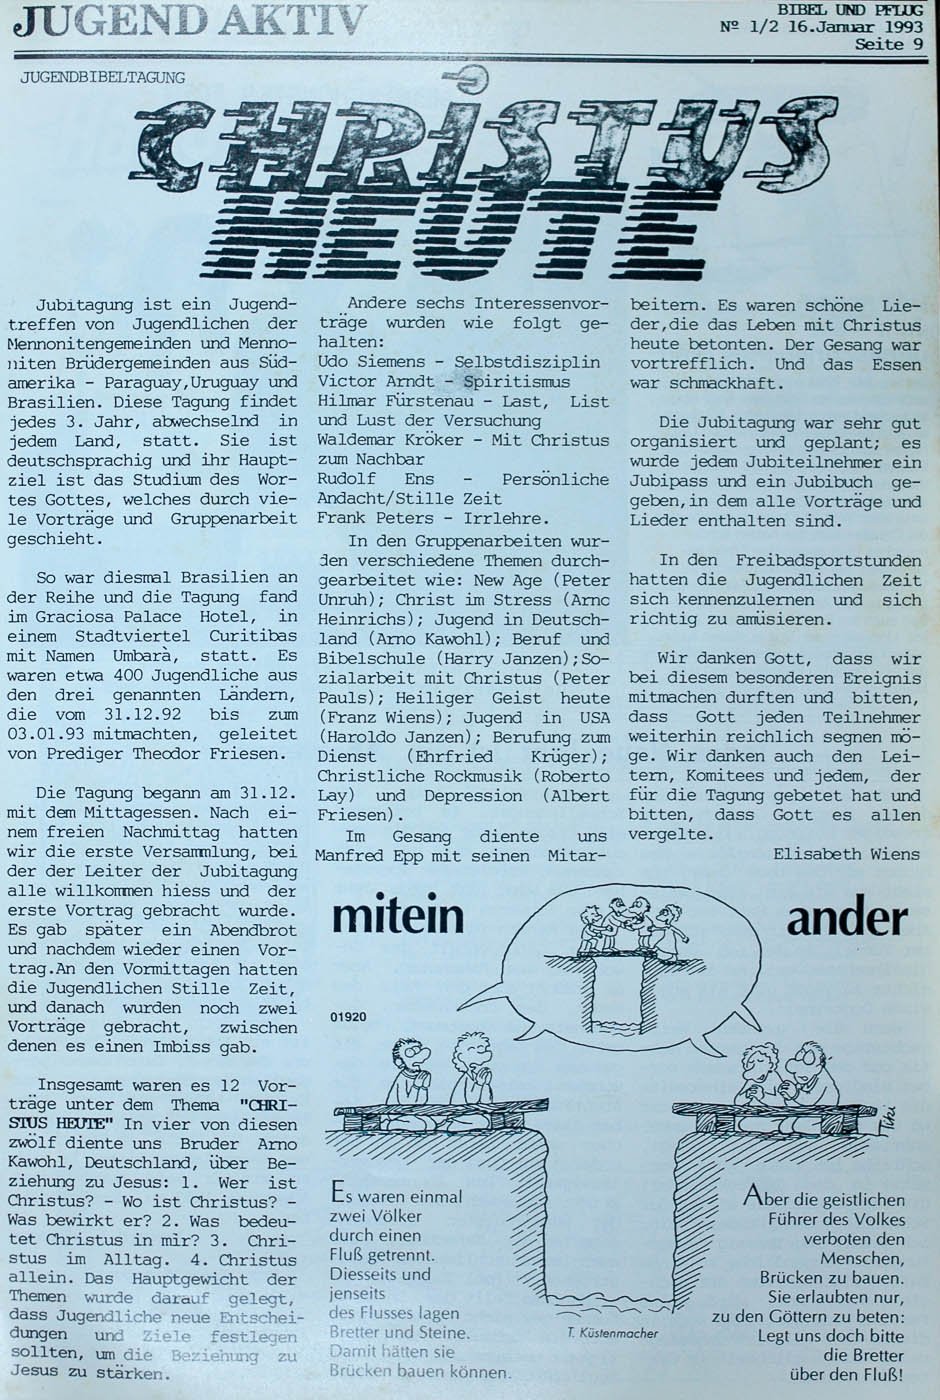 JUGEND AKTIV
BIBEL UND PFLUG
Nº 1/2 16.Januar 1993
Seite 9
JUGENDBIBELTAGUNG
CHRISTUS
HEUTE
Jubitagung ist ein Jugend-
treffen von Jugendlichen der
Mennonitengemeinden und Menno-
niten Brüdergemeinden aus Süd-
amerika - Paraguay,Uruguay und
Brasilien. Diese Tagung findet
jedes 3. Jahr, abwechselnd in
jedem Land, statt. Sie ist
deutschsprachig und ihr Haupt-
ziel ist das Studium des Wor-
tes Gottes, welches durch vie-
le Vorträge und Gruppenarbeit
geschieht.
So war diesmal Brasilien an
der Reihe und die Tagung fand
im Graciosa Palace Hotel, in
einem Stadtviertel Curitibas
mit Namen Umbarà, statt. Es
waren etwa 400 Jugendliche aus
den drei genannten Ländern,
die vom 31.12.92 bis zum
03.01.93 mitmachten, geleitet
von Prediger Theodor Friesen.
Die Tagung begann am 31.12.
mit dem Mittagessen. Nach ei-
nem freien Nachmittag hatten
wir die erste Versammlung, bei
der der Leiter der Jubitagung
alle willkommen hiess und der
erste Vortrag gebracht wurde.
Es gab später ein Abendbrot
und nachdem wieder einen Vor-
trag.An den Vormittagen hatten
die Jugendlichen Stille Zeit,
und danach wurden noch zwei
Vorträge gebracht, zwischen
denen es einen Imbiss gab.
Insgesamt waren es 12 Vor-
träge unter dem Thema "CHRI-
STUS HEUTE" In vier von diesen
zwölf diente uns Bruder Arno
Kawohl, Deutschland, über Be-
ziehung zu Jesus: 1. Wer ist
Christus? - Wo ist Christus? -
Was bewirkt er? 2. Was bedeu-
tet Christus in mir? 3. Chri-
stus im Alltag. 4. Christus
allein. Das Hauptgewicht der
Themen wurde darauf gelegt,
dass Jugendliche neue Entschei-
dungen und Ziele festlegen
sollten, um die Beziehung zu
Jesus zu stärken.
Andere sechs Interessenvor-
träge wurden wie folgt ge-
halten:
Udo Siemens - Selbstdisziplin
Victor Arndt - Spiritismus
Hilmar Fürstenau - Last, List
und Lust der Versuchung
Waldemar Kröker - Mit Christus
zum Nachbar
Rudolf Ens - Persönliche
Andacht/Stille Zeit
Frank Peters - Irrlehre.
In den Gruppenarbeiten wur-
den verschiedene Themen durch-
gearbeitet wie: New Age (Peter
Unruh); Christ im Stress (Arno
Heinrichs); Jugend in Deutsch-
land (Arno Kawohl); Beruf und
Bibelschule (Harry Janzen);So-
zialarbeit mit Christus (Peter
Pauls); Heiliger Geist heute
(Franz Wiens); Jugend in USA
(Haroldo Janzen); Berufung zum
Dienst (Ehrfried Krüger);
Christliche Rockmusik (Roberto
Lay) und Depression (Albert
Friesen).
Im Gesang diente uns
Manfred Epp mit seinen Mitar-
beitern. Es waren schöne Lie-
der,die das Leben mit Christus
heute betonten. Der Gesang war
vortrefflich. Und das Essen
war schmackhaft.
Die Jubitagung war sehr gut
organisiert und geplant; es
wurde jedem Jubiteilnehmer ein
Jubipass und ein Jubibuch ge-
geben,in dem alle Vorträge und
Lieder enthalten sind.
In den Freibadsportstunden
hatten die Jugendlichen Zeit
sich kennenzulernen und sich
richtig zu amüsieren.
Wir danken Gott, dass wir
bei diesem besonderen Ereignis
mitmachen durften und bitten,
dass Gott jeden Teilnehmer
weiterhin reichlich segnen mö-
ge. Wir danken auch den Lei-
tern, Komitees und jedem, der
für die Tagung gebetet hat und
bitten, dass Gott es allen
vergelte.
Elisabeth Wiens
mitein
ander
01920
Tiki
Es waren einmal
zwei Völker
durch einen
Fluß getrennt.
Diesseits und
jenseits
des Flusses lagen
Bretter und Steine.
Damit hätten sie
Brücken bauen können.
T. Küstenmacher
Aber die geistlichen
Führer des Volkes
verboten den
Menschen,
Brücken zu bauen.
Sie erlaubten nur,
zu den Göttern zu beten:
Legt uns doch bitte
die Bretter
über den Fluß!